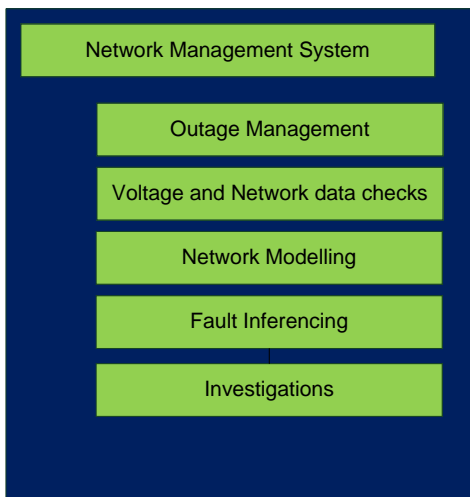 Network Management System
Outage Management
Voltage and Network data checks
Network Modelling
Fault Inferencing
Investigations